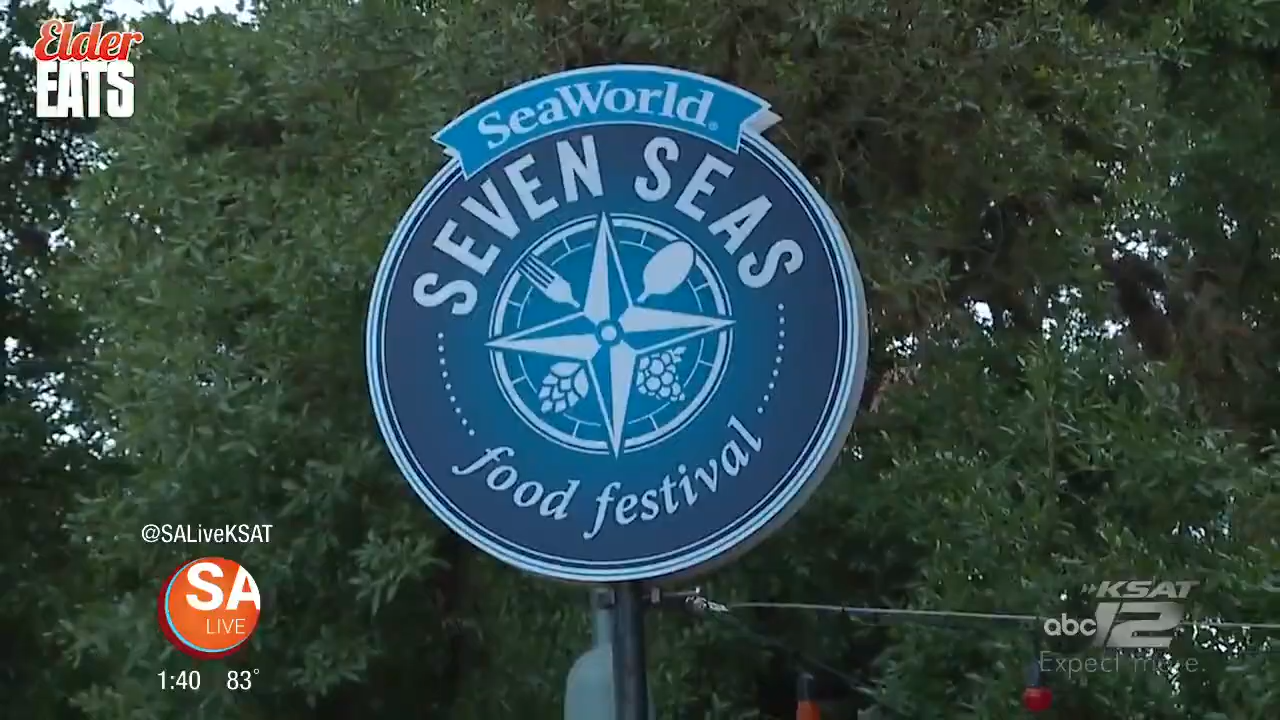 Elder
EATS
SeaWorld®
SEVEN SEAS
food festival
@SALiveKSAT
SA
LIVE
1:40 83°
KSAT
abc 12
Expect more.